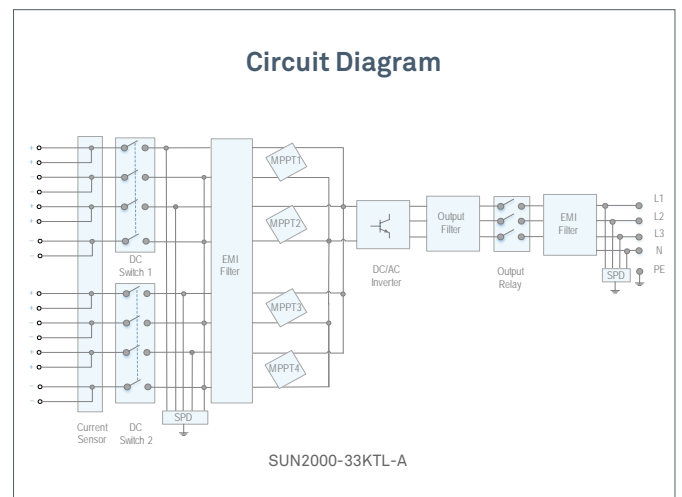 Circuit Diagram
+
+
−
−
+
+
−
−
+
+
−
−
+
+
−
−
Current
Sensor
DC
Switch 1
DC
Switch 2
SPD
EMI
Filter
MPPT1
MPPT2
MPPT3
MPPT4
DC/AC
Inverter
Output
Filter
Output
Relay
EMI
Filter
SPD
L1
L2
L3
N
PE
SUN2000-33KTL-A